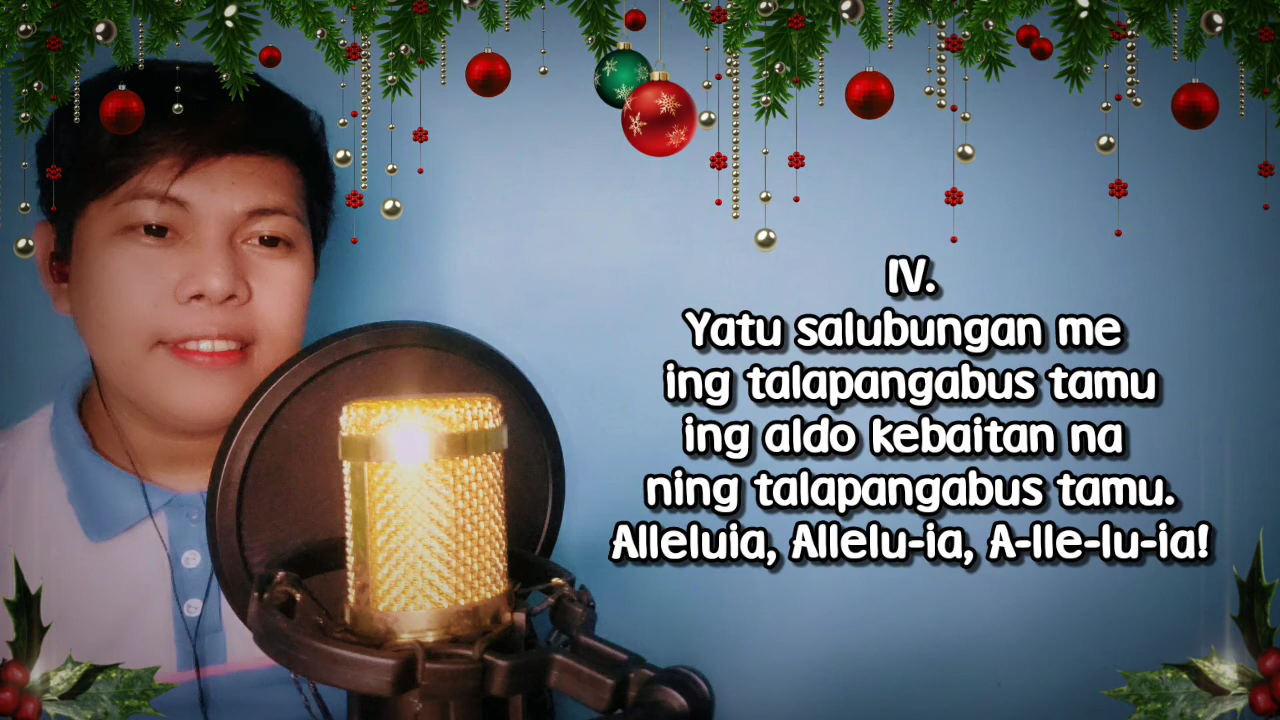 IV.
Yatu salubungan me
ing talapangabus tamu
ing aldo kebaitan na
ning talapangabus tamu.
Alleluia, Allelu-ia, A-lle-lu-ia!